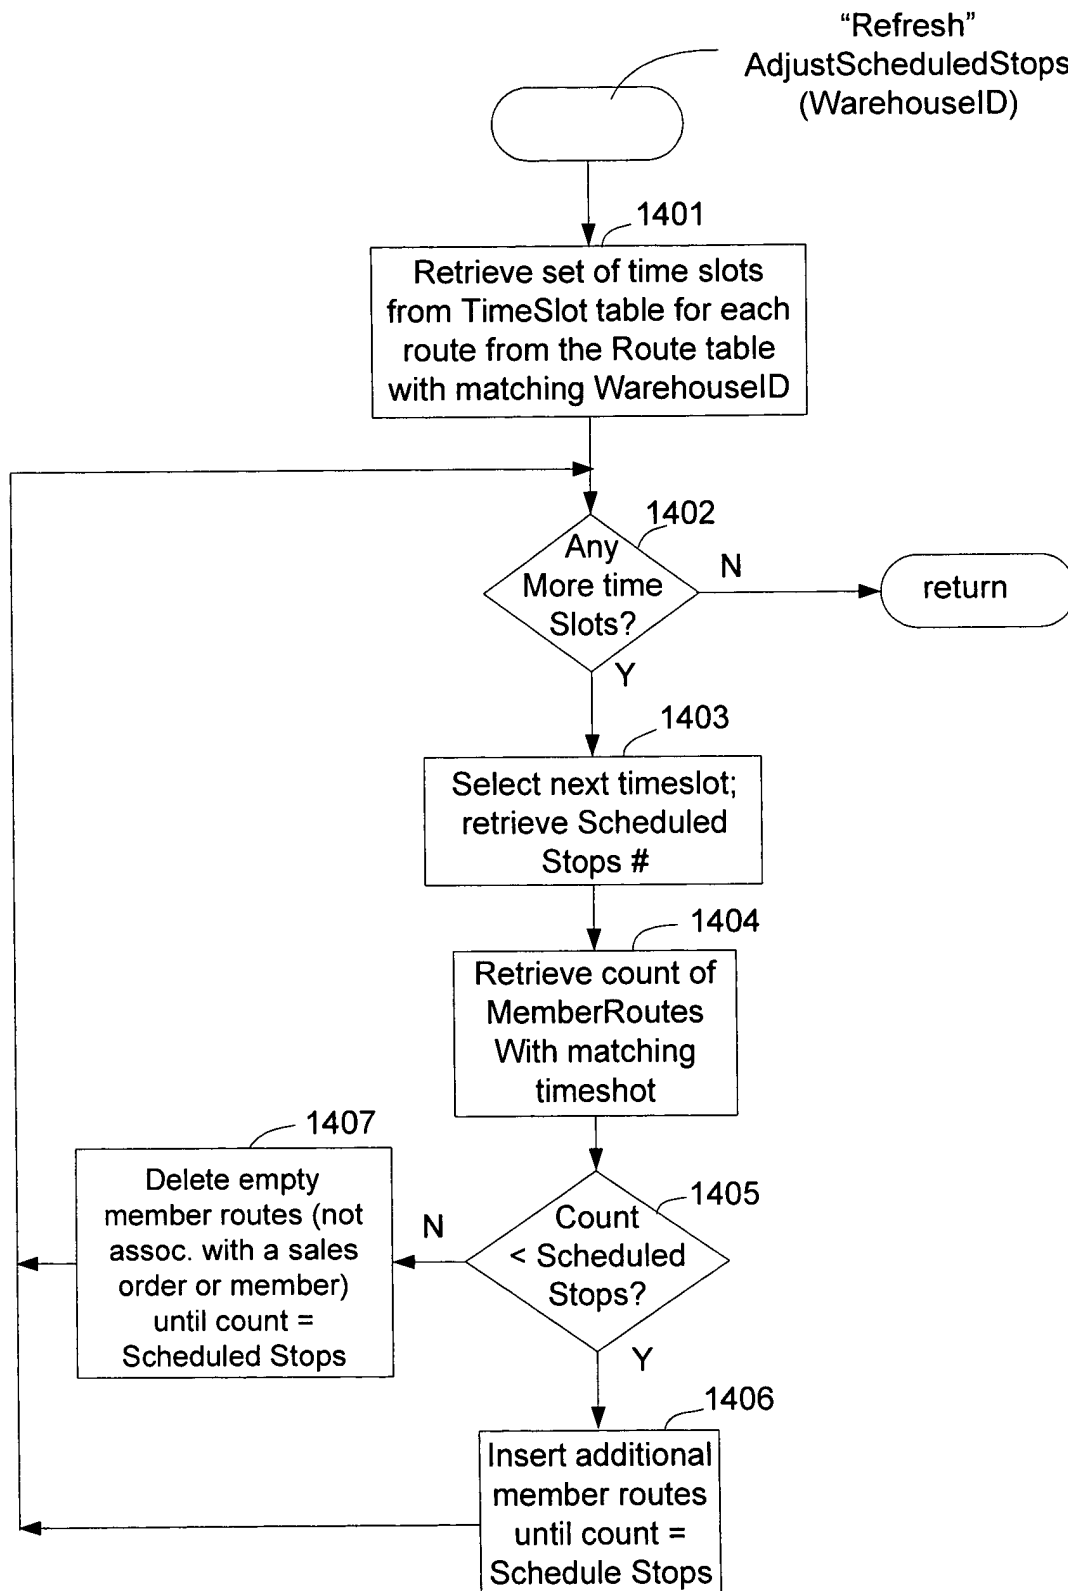 “Refresh”
AdjustScheduledStops
(WarehouseID)
1401
Retrieve set of time slots
from TimeSlot table for each
route from the Route table
with matching WarehouseID
1402
Any
More time
Slots?
N
return
Y
1403
Select next timeslot;
retrieve Scheduled
Stops #
1404
Retrieve count of
MemberRoutes
With matching
timeshot
1407
Delete empty
member routes (not
assoc. with a sales
order or member)
until count =
Scheduled Stops
N
1405
Count
< Scheduled
Stops?
Y
1406
Insert additional
member routes
until count =
Schedule Stops